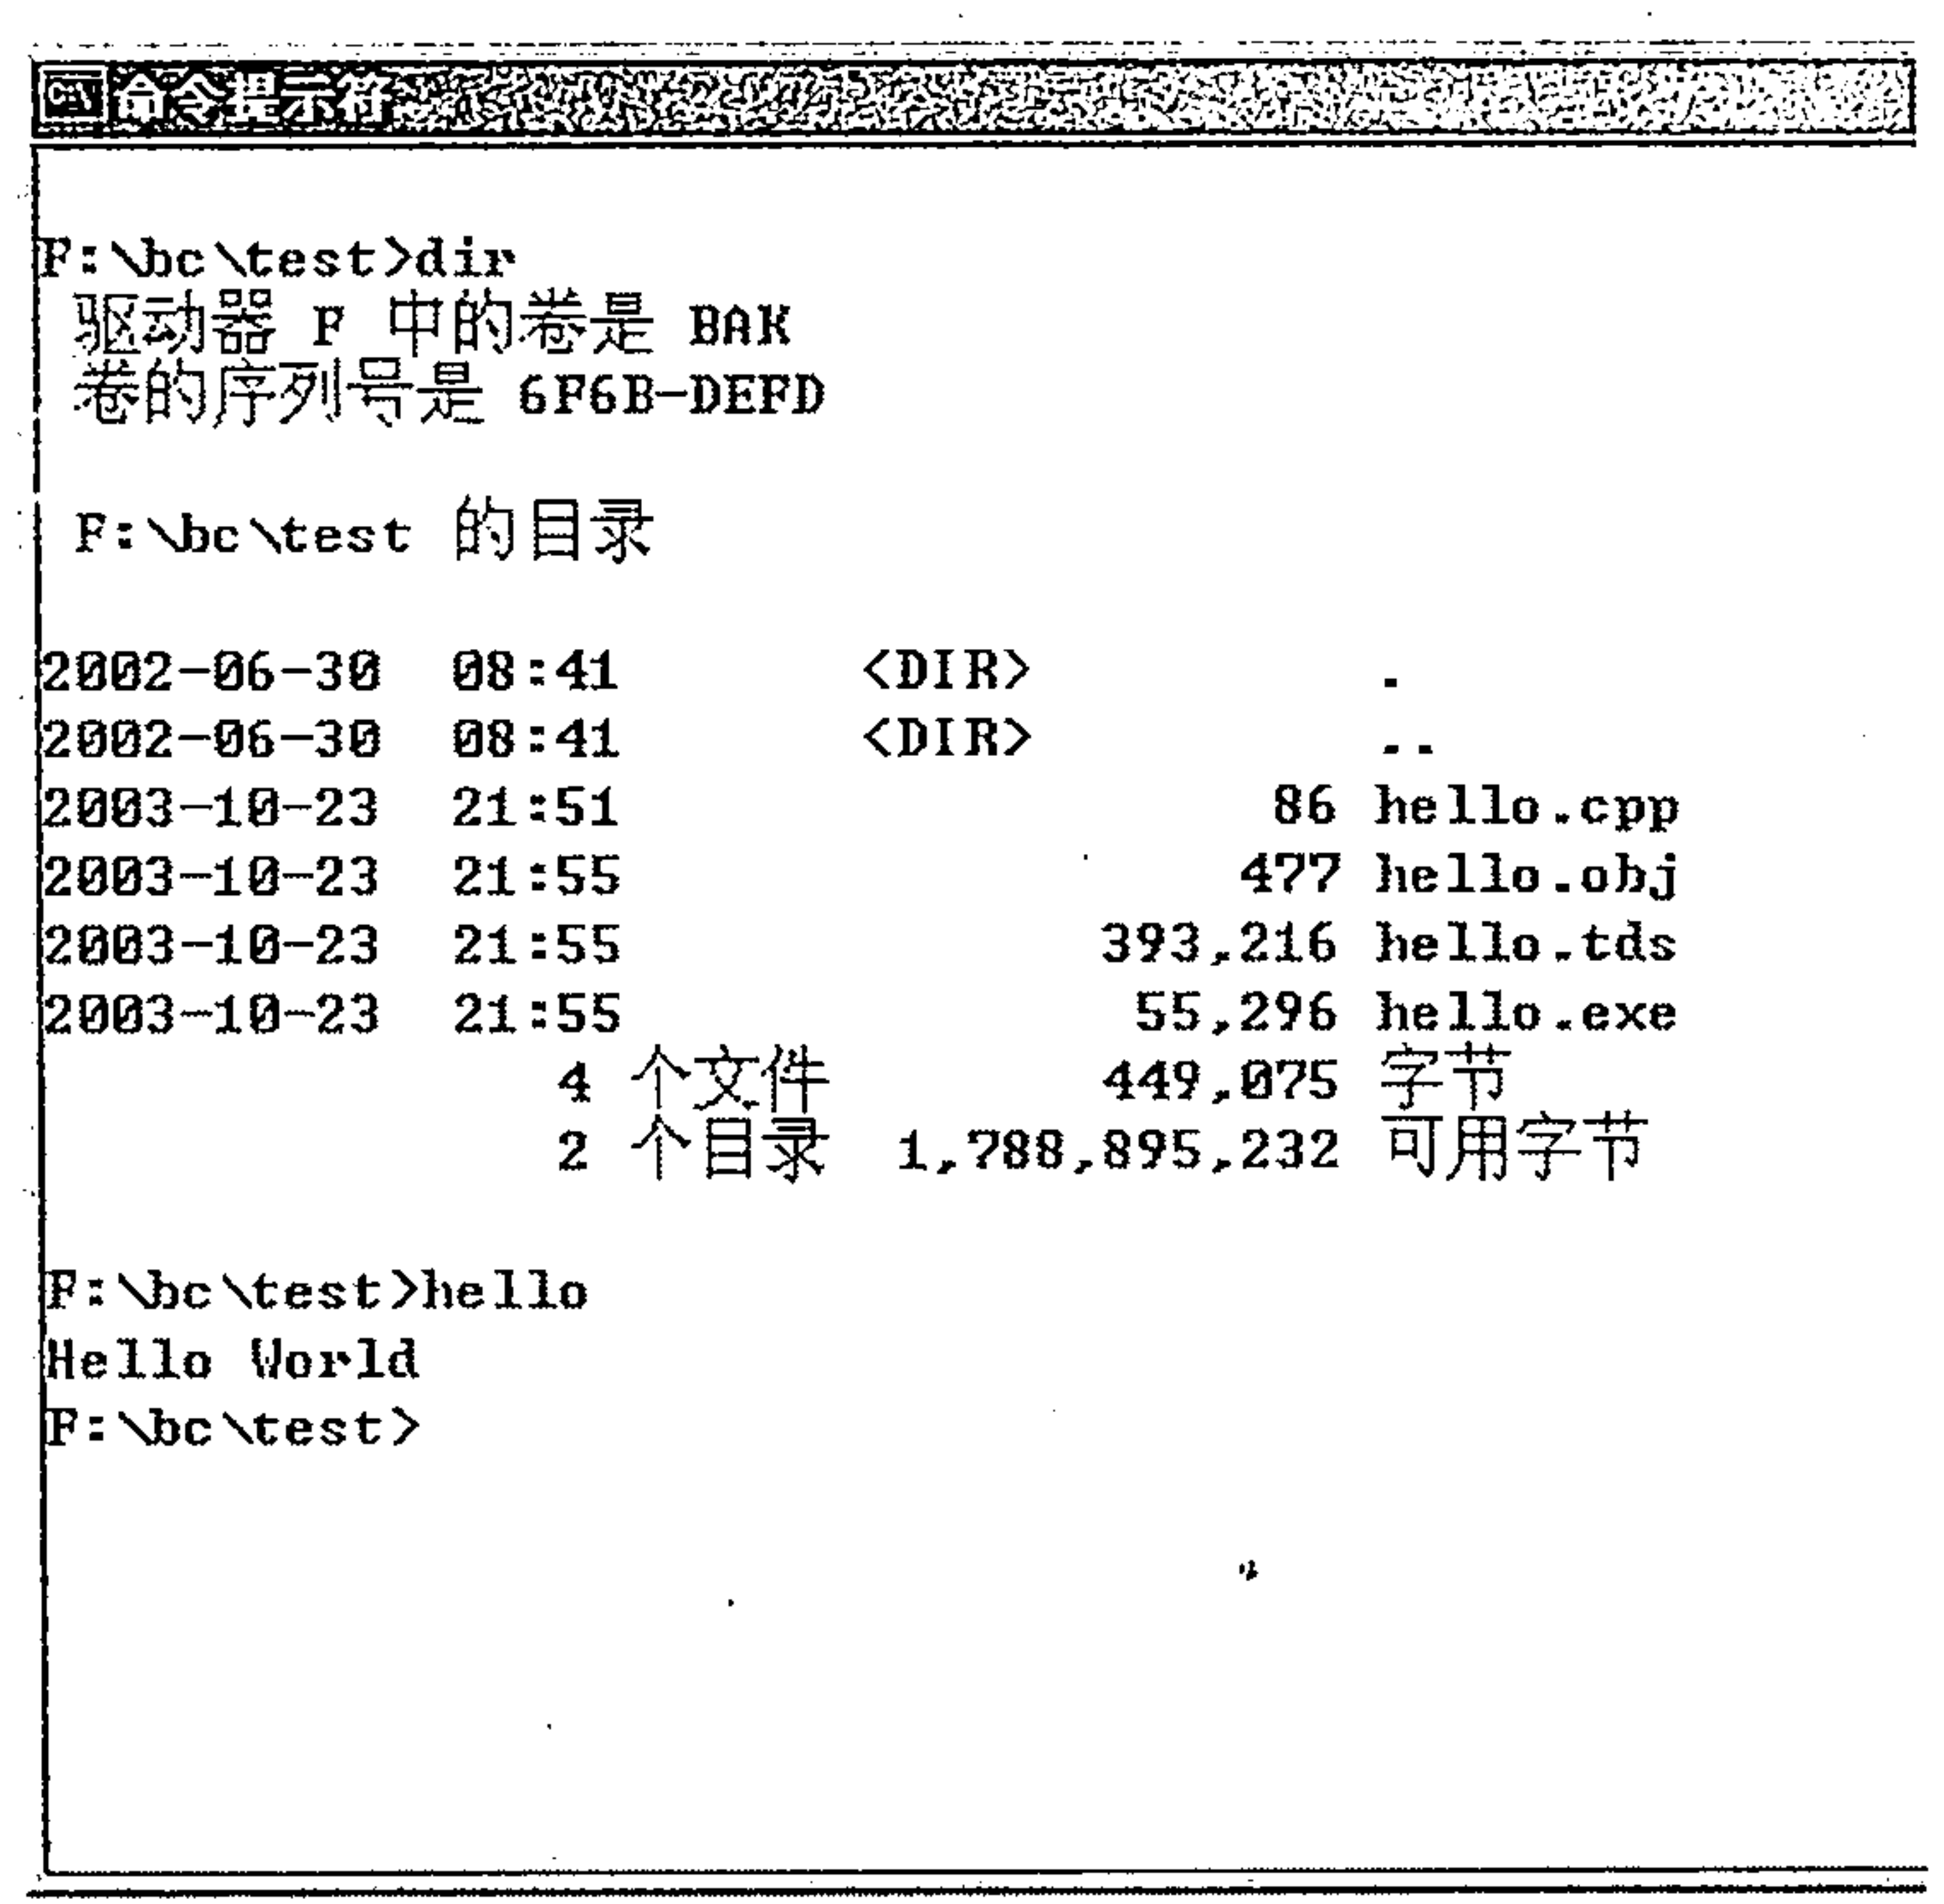 C:\ 命令提示符
F:\bc\test>dir
驱动器 F 中的卷是 BAK
卷的序列号是 6F6B-DEFD
F:\bc\test 的目录
2002-06-30 08:41 <DIR> .
2002-06-30 08:41 <DIR> ..
2003-10-23 21:51 86 hello.cpp
2003-10-23 21:55 477 hello.obj
2003-10-23 21:55 393,216 hello.tds
2003-10-23 21:55 55,296 hello.exe
4 个文件 449,075 字节
2 个目录 1,788,895,232 可用字节
F:\bc\test>hello
Hello World
F:\bc\test>